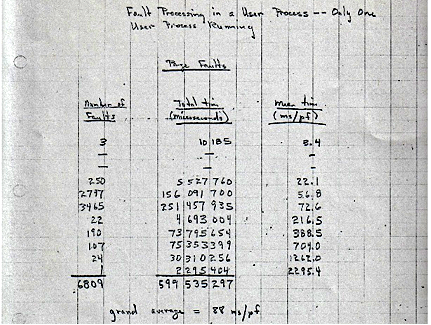 Fault Processing in a User Process -- Only One
User Process Running
Page Faults
Number of Total time mean time
Faults (microseconds) (ms/pf)
3 10 185 3.4
— — —
— — —
250 5 527 760 22.1
2797 156 091 700 55.8
3465 251 457 935 72.6
22 4 693 004 216.5
190 73 795 654 388.5
107 75 353 399 704.0
24 30 310 256 1262.0
1 2 295 404 2295.4
6809 599 535 297
grand average = 88 ms/pf